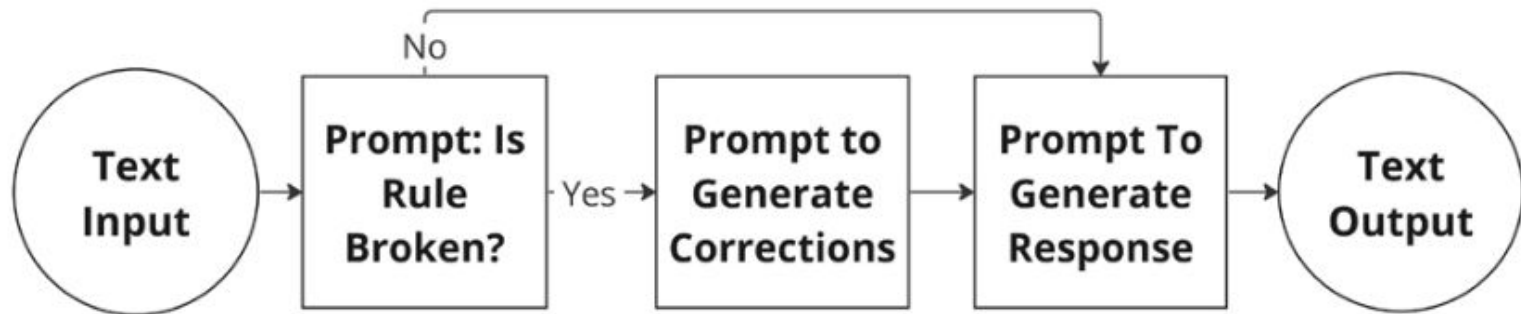 No
Text
Input
Prompt: Is
Rule
Broken?
Yes
Prompt to
Generate
Corrections
Prompt To
Generate
Response
Text
Output